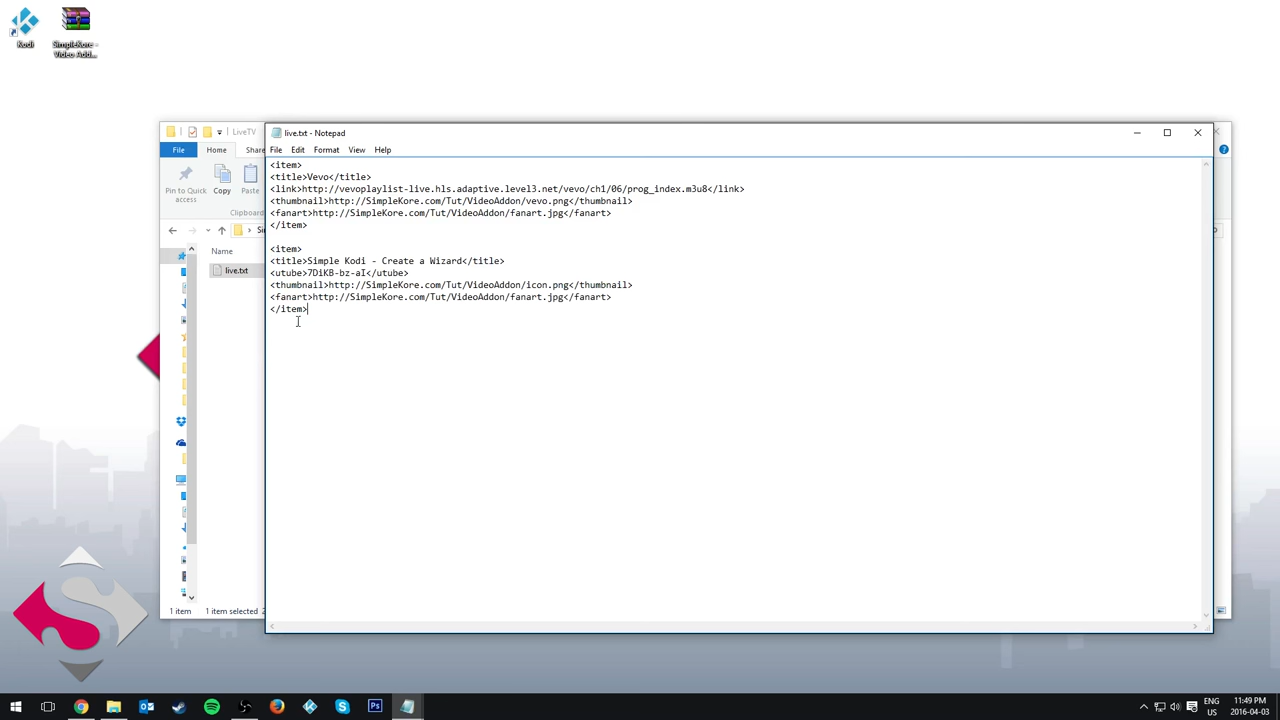 Kodi
SimpleKore -
Video Add...
LiveTV
live.txt - Notepad
File
Home
Share
File Edit Format View Help
Pin to Quick
access
Copy
Paste
Clipboard
Name
live.txt
<item>
<title>Vevo</title>
<link>http://vevoplaylist-live.hls.adaptive.level3.net/vevo/ch1/06/prog_index.m3u8</link>
<thumbnail>http://SimpleKore.com/Tut/VideoAddon/vevo.png</thumbnail>
<fanart>http://SimpleKore.com/Tut/VideoAddon/fanart.jpg</fanart>
</item>
<item>
<title>Simple Kodi - Create a Wizard</title>
<utube>7DiKB-bz-aI</utube>
<thumbnail>http://SimpleKore.com/Tut/VideoAddon/icon.png</thumbnail>
<fanart>http://SimpleKore.com/Tut/VideoAddon/fanart.jpg</fanart>
</item>
1 item
1 item selected
ENG
US
11:49 PM
2016-04-03